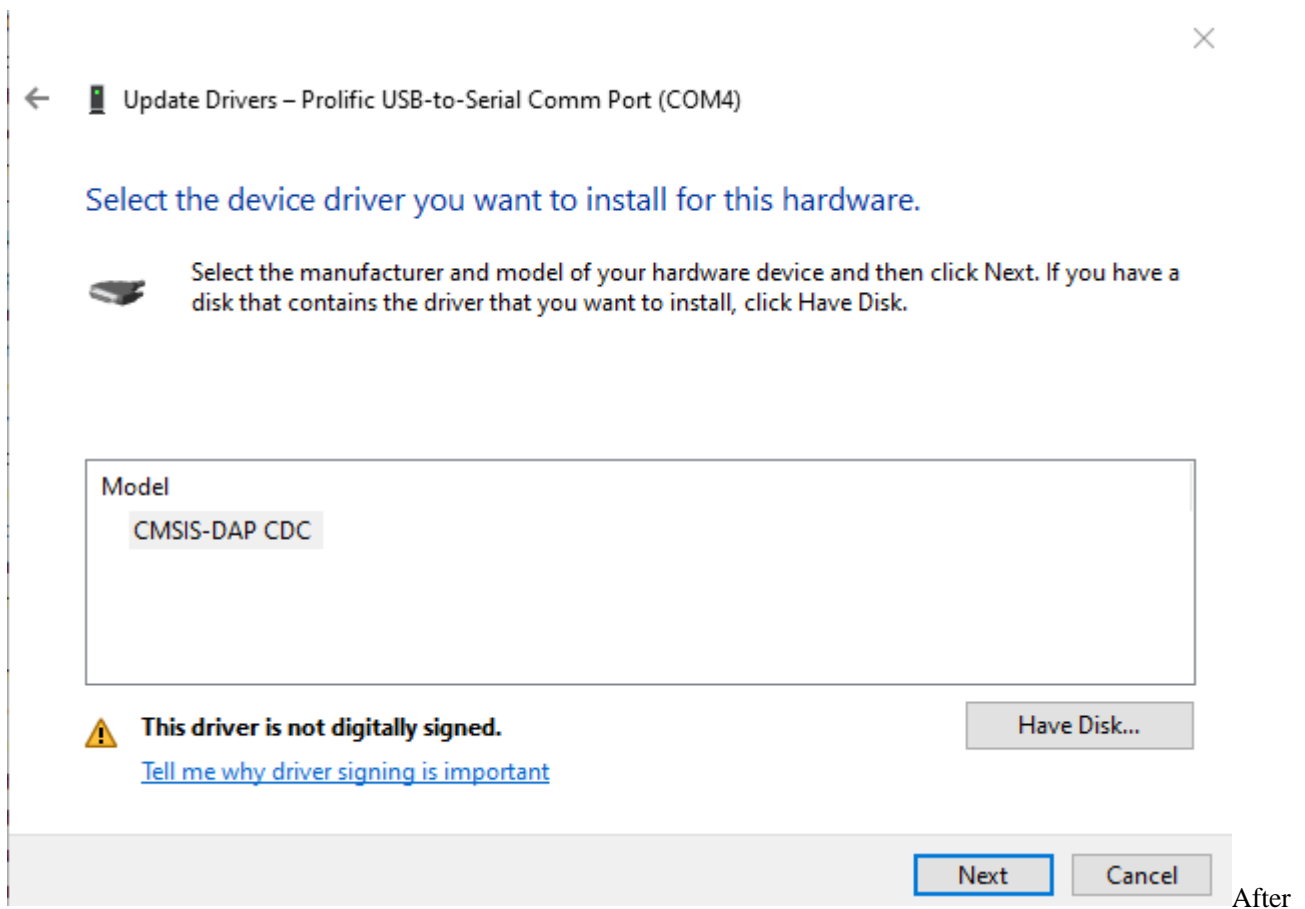 Update Drivers – Prolific USB-to-Serial Comm Port (COM4)
Select the device driver you want to install for this hardware.
Select the manufacturer and model of your hardware device and then click Next. If you have a
disk that contains the driver that you want to install, click Have Disk.
Model
CMSIS-DAP CDC
This driver is not digitally signed.
Have Disk...
Tell me why driver signing is important
Next
Cancel
After